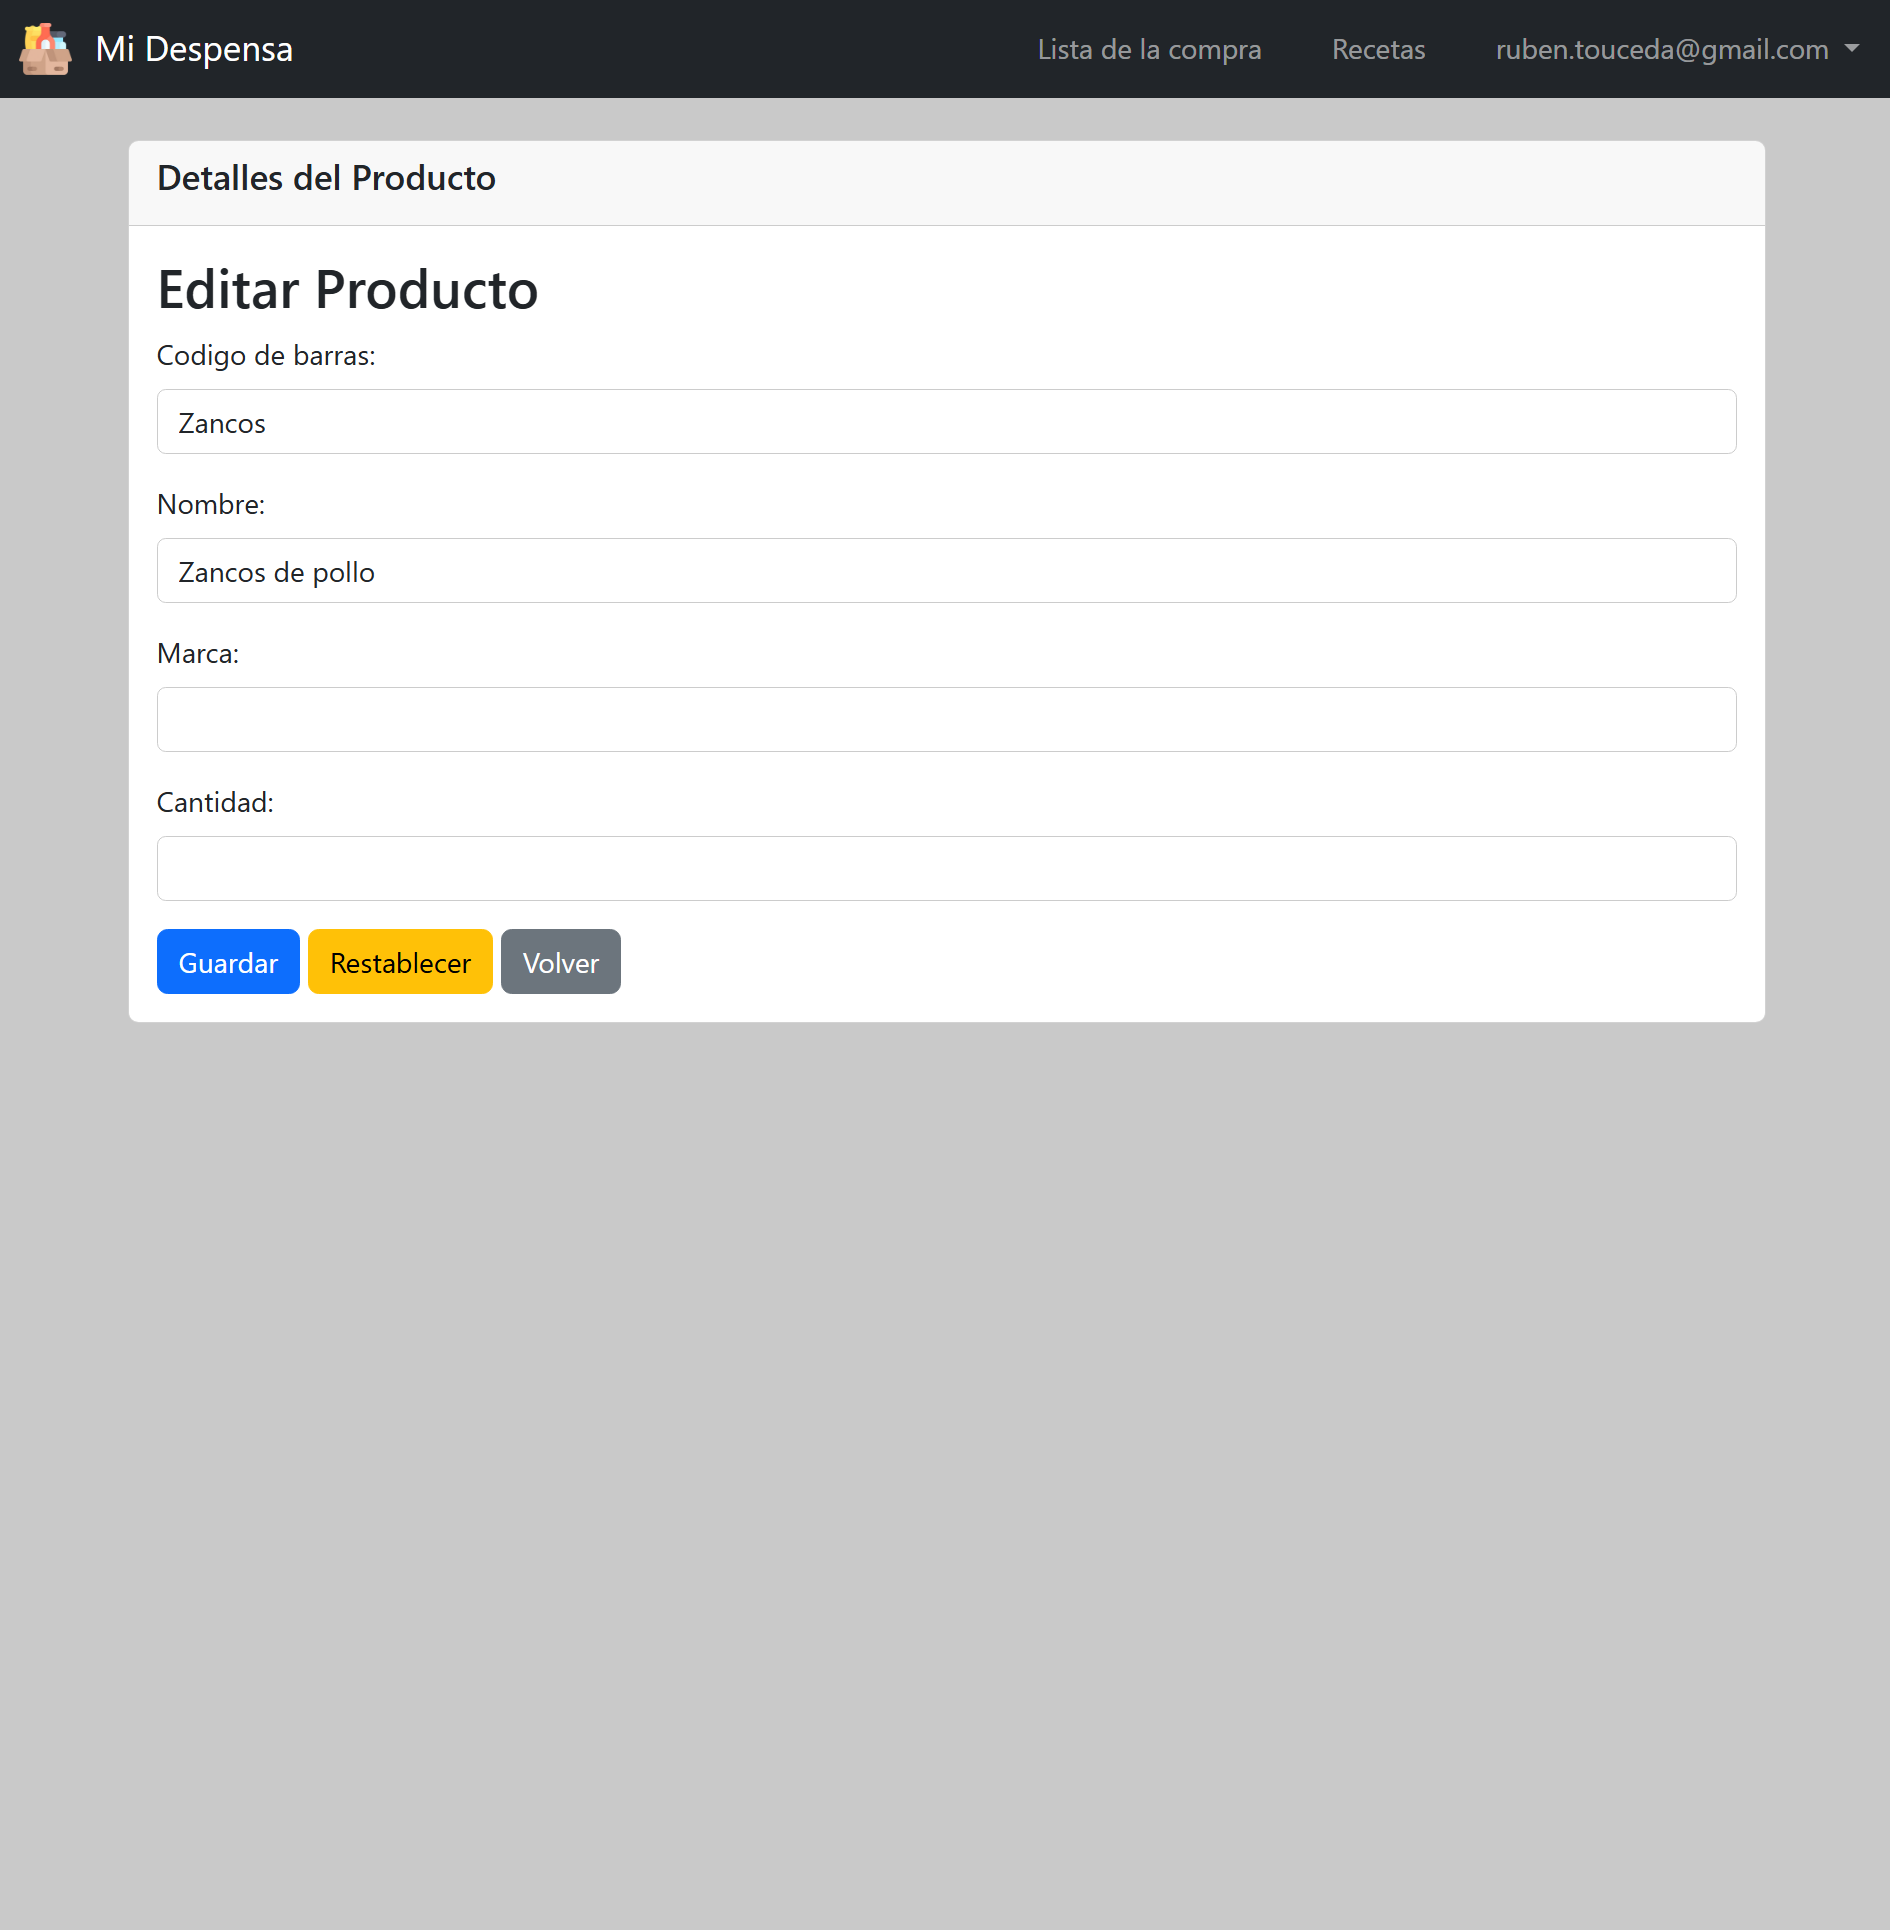 Mi Despensa
Lista de la compra
Recetas
ruben.touceda@gmail.com
Detalles del Producto
Editar Producto
Codigo de barras:
Zancos
Nombre:
Zancos de pollo
Marca:
Cantidad:
Guardar
Restablecer
Volver